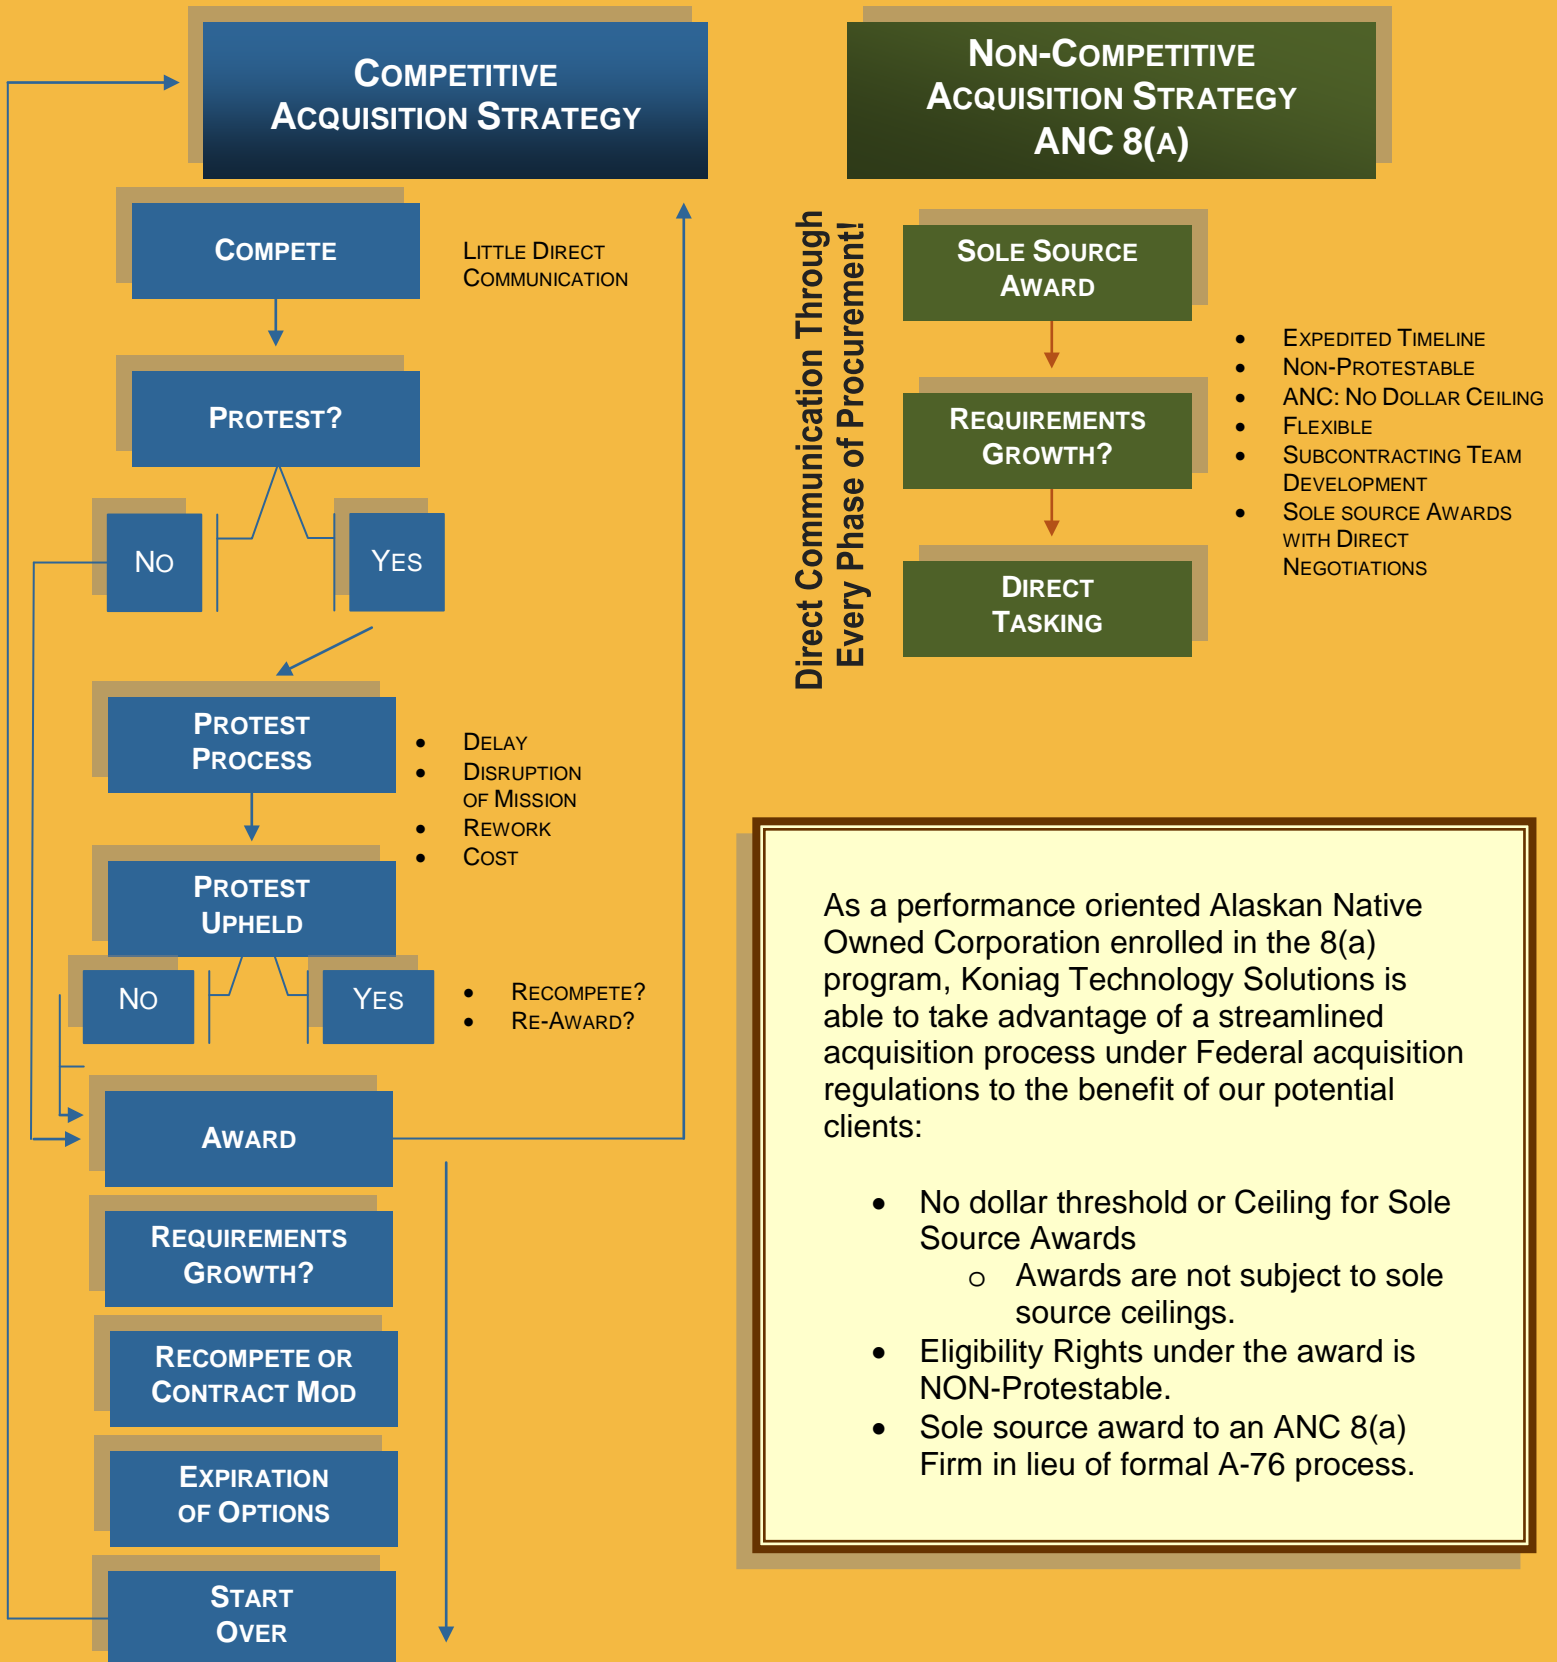 COMPETITIVE
ACQUISITION STRATEGY
COMPETE
LITTLE DIRECT
COMMUNICATION
PROTEST?
NO
YES
PROTEST
PROCESS
• DELAY
• DISRUPTION
OF MISSION
• REWORK
• COST
PROTEST
UPHELD
NO
YES
• RECOMPETE?
• RE-AWARD?
AWARD
REQUIREMENTS
GROWTH?
RECOMPETE OR
CONTRACT MOD
EXPIRATION
OF OPTIONS
START
OVER
NON-COMPETITIVE
ACQUISITION STRATEGY
ANC 8(A)
Direct Communication Through
Every Phase of Procurement!
SOLE SOURCE
AWARD
REQUIREMENTS
GROWTH?
DIRECT
TASKING
• EXPEDITED TIMELINE
• NON-PROTESTABLE
• ANC: NO DOLLAR CEILING
• FLEXIBLE
• SUBCONTRACTING TEAM
DEVELOPMENT
• SOLE SOURCE AWARDS
WITH DIRECT
NEGOTIATIONS
As a performance oriented Alaskan Native
Owned Corporation enrolled in the 8(a)
program, Koniag Technology Solutions is
able to take advantage of a streamlined
acquisition process under Federal acquisition
regulations to the benefit of our potential
clients:
• No dollar threshold or Ceiling for Sole
Source Awards
o Awards are not subject to sole
source ceilings.
• Eligibility Rights under the award is
NON-Protestable.
• Sole source award to an ANC 8(a)
Firm in lieu of formal A-76 process.